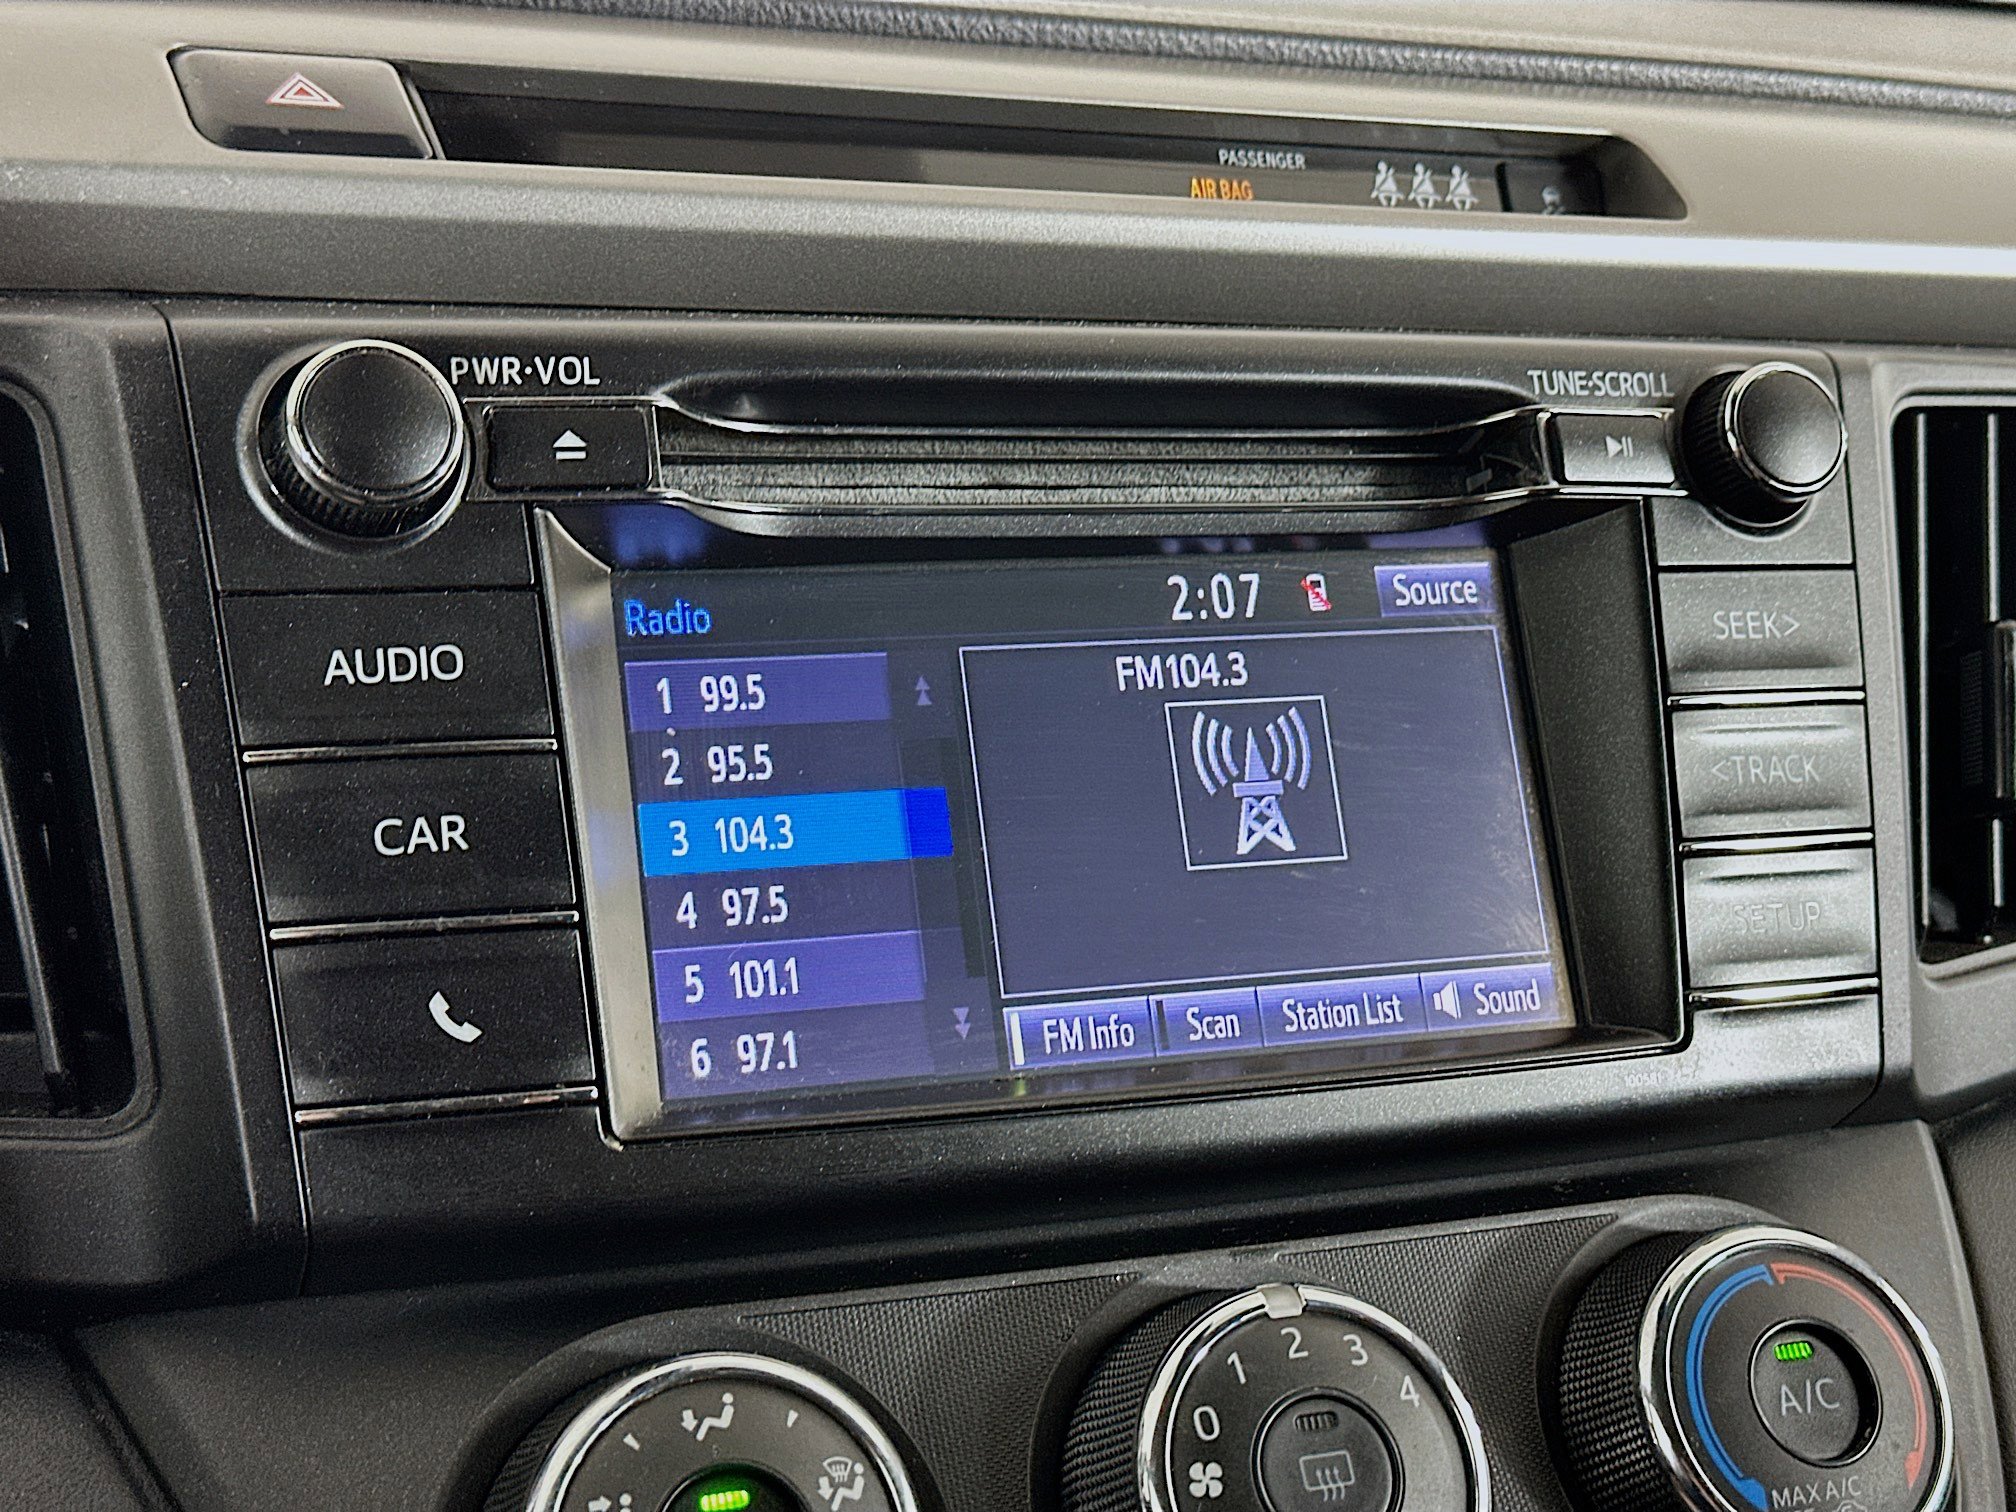 PASSENGER
AIR BAG
PWR·VOL
TUNE·SCROLL
AUDIO
CAR
Radio
2:07
Source
1 99.5
2 95.5
3 104.3
4 97.5
5 101.1
6 97.1
FM104.3
FM Info
Scan
Station List
Sound
SEEK>
<TRACK
SETUP
100581
0 1 2 3 4
A/C
MAX A/C